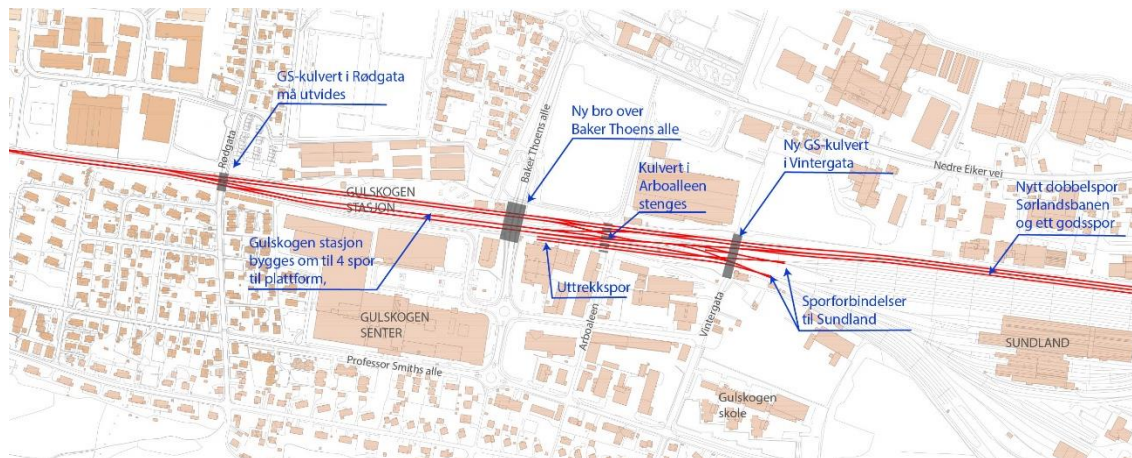 GS-kulvert i Rødgata
må utvides
Rødgata
GULSKOGEN
STASJON
Gulskogen stasjon
bygges om til 4 spor
til plattform,
GULSKOGEN
SENTER
Professor Smiths alle
Baker Thoens alle
Ny bro over
Baker Thoens alle
Uttrekkspor
Kulvert i
Arboalleen
stenges
Arboaleen
Ny GS-kulvert
i Vintergata
Vintergata
Nedre Eiker vei
Nytt dobbelspor
Sørlandsbanen
og ett godsspor
Sporforbindelser
til Sundland
SUNDLAND
Gulskogen
skole